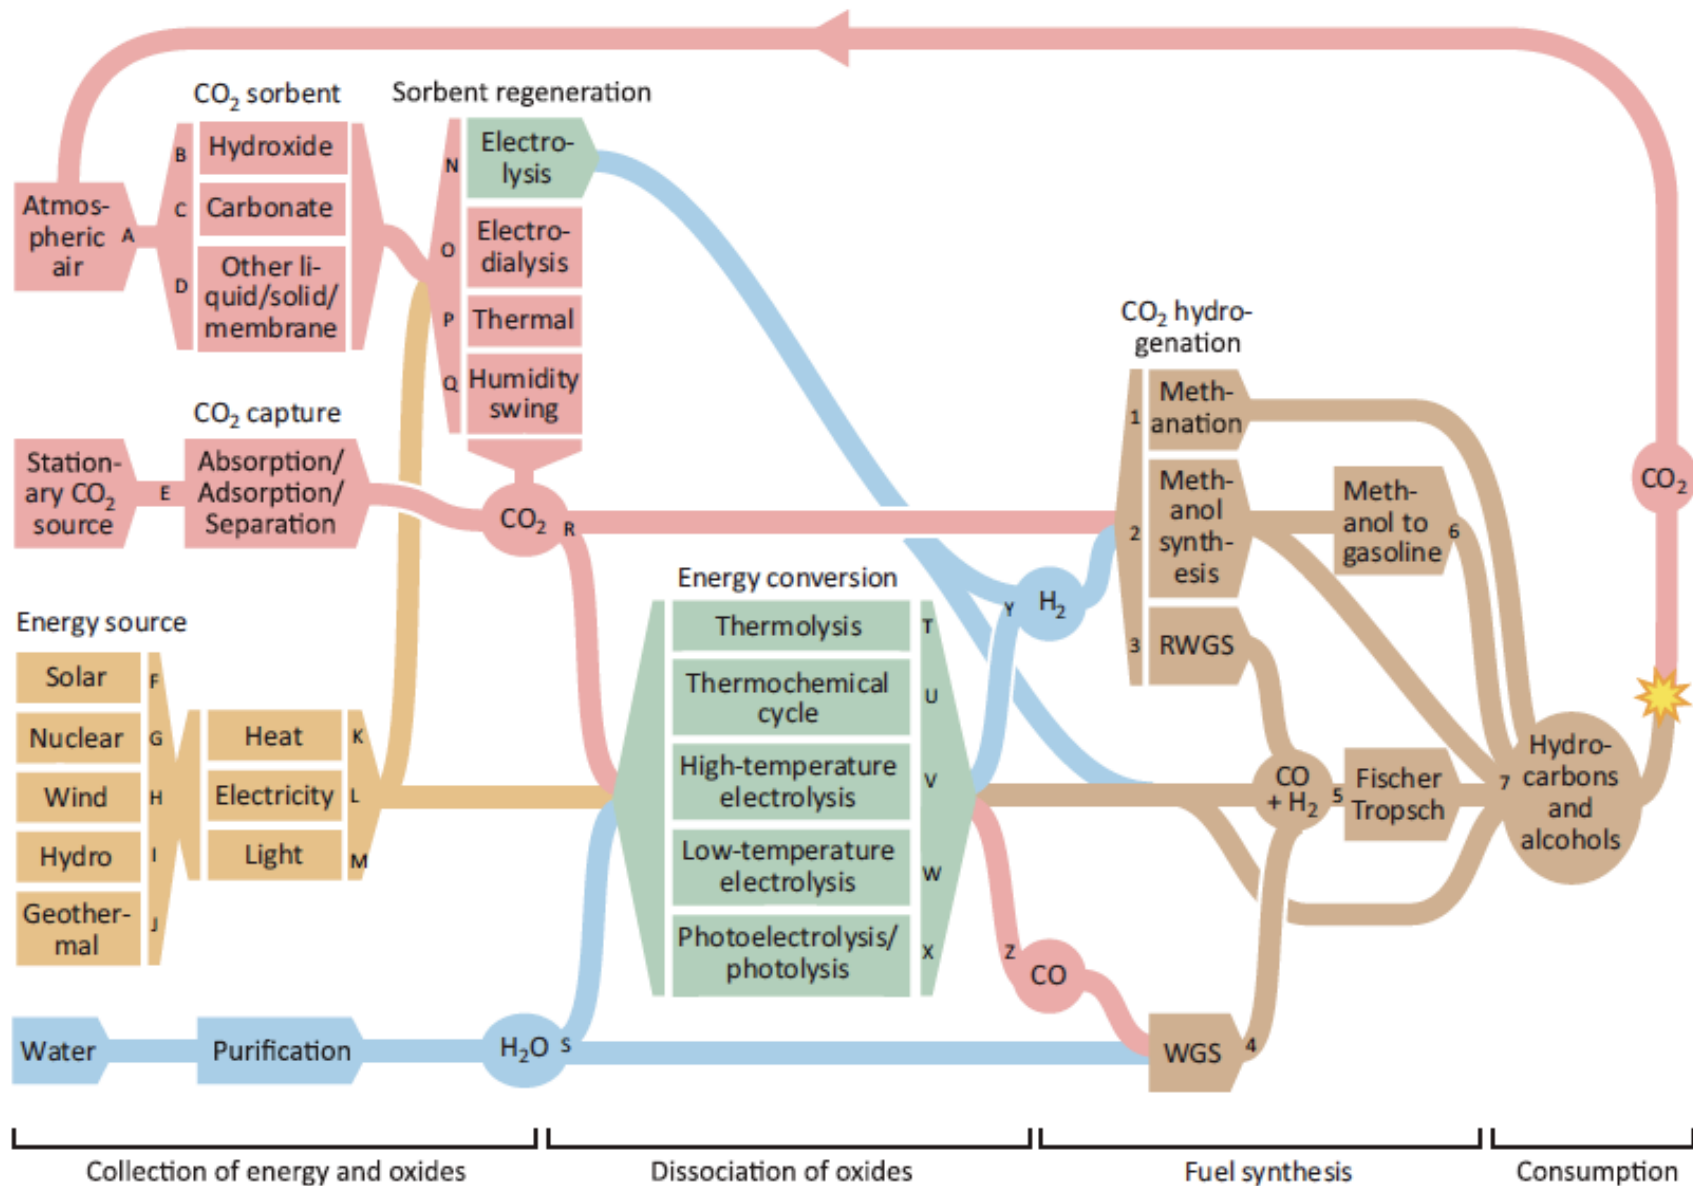 CO2 sorbent
Sorbent regeneration
B
Hydroxide
C
Carbonate
D
Other li-
quid/solid/
membrane
Atmos-
pheric
air
A
N
Electro-
lysis
O
Electro-
dialysis
P
Thermal
Q
Humidity
swing
CO2 capture
Station-
ary CO2
source
E
Absorption/
Adsorption/
Separation
CO2
R
Energy source
Solar
F
Nuclear
G
Wind
H
Hydro
I
Geother-
mal
J
Heat
K
Electricity
L
Light
M
Water
Purification
H2O
S
Energy conversion
Thermolysis
T
Thermochemical
cycle
U
High-temperature
electrolysis
V
Low-temperature
electrolysis
W
Photoelectrolysis/
photolysis
X
Y
H2
Z
CO
CO2 hydro-
genation
1
Meth-
anation
2
Meth-
anol
synth-
esis
3
RWGS
Meth-
anol to
gasoline
6
CO
+ H2
5
Fischer
Tropsch
WGS
4
7
Hydro-
carbons
and
alcohols
CO2
Collection of energy and oxides
Dissociation of oxides
Fuel synthesis
Consumption